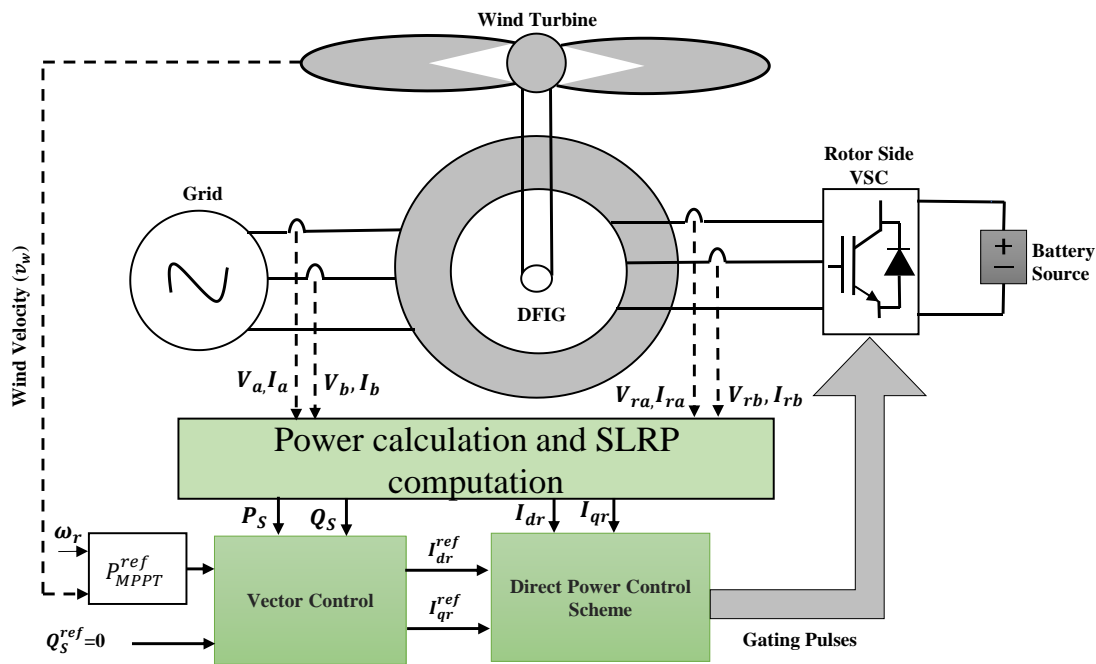 Wind Turbine
Rotor Side
VSC
Grid
Wind Velocity (v_w)
+
−
Battery
Source
DFIG
V_a, I_a
V_b, I_b
V_ra, I_ra
V_rb, I_rb
Power calculation and SLRP
computation
P_S
Q_S
I_dr
I_qr
ω_r
P_MPPT^ref
Vector Control
I_dr^ref
I_qr^ref
Direct Power Control
Scheme
Q_S^ref=0
Gating Pulses